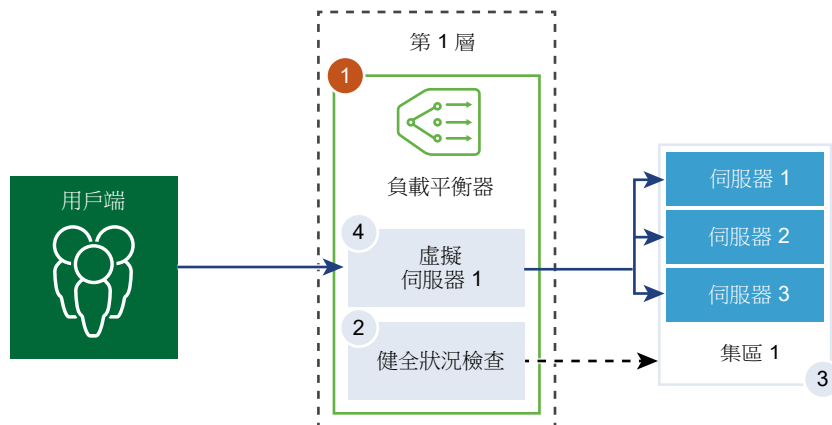 第 1 層
1
負載平衡器
用戶端
4
虛擬
伺服器 1
2
健全狀況檢查
伺服器 1
伺服器 2
伺服器 3
集區 1
3